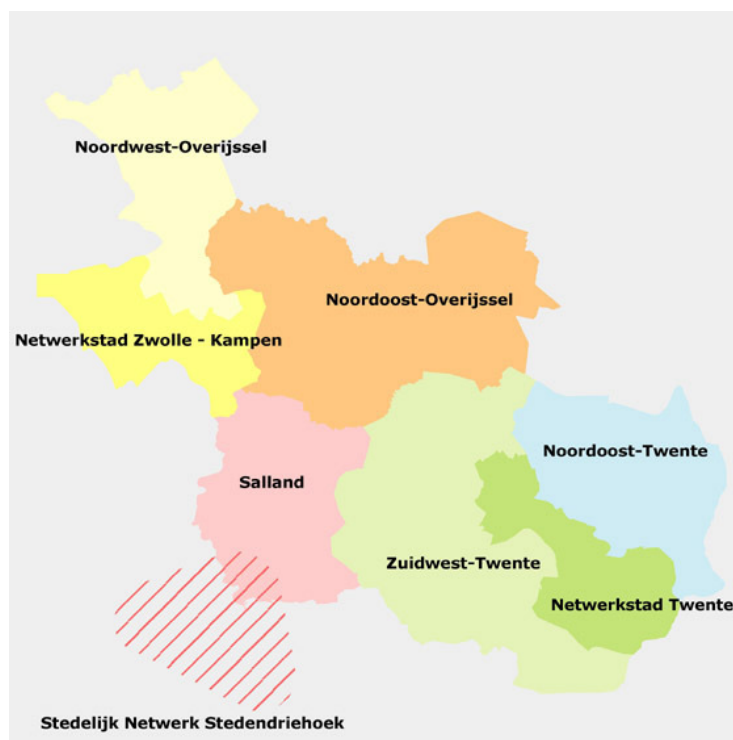 Noordwest-Overijssel
Noordoost-Overijssel
Netwerkstad Zwolle - Kampen
Noordoost-Twente
Salland
Zuidwest-Twente
Netwerkstad Twente
Stedelijk Netwerk Stedendriehoek